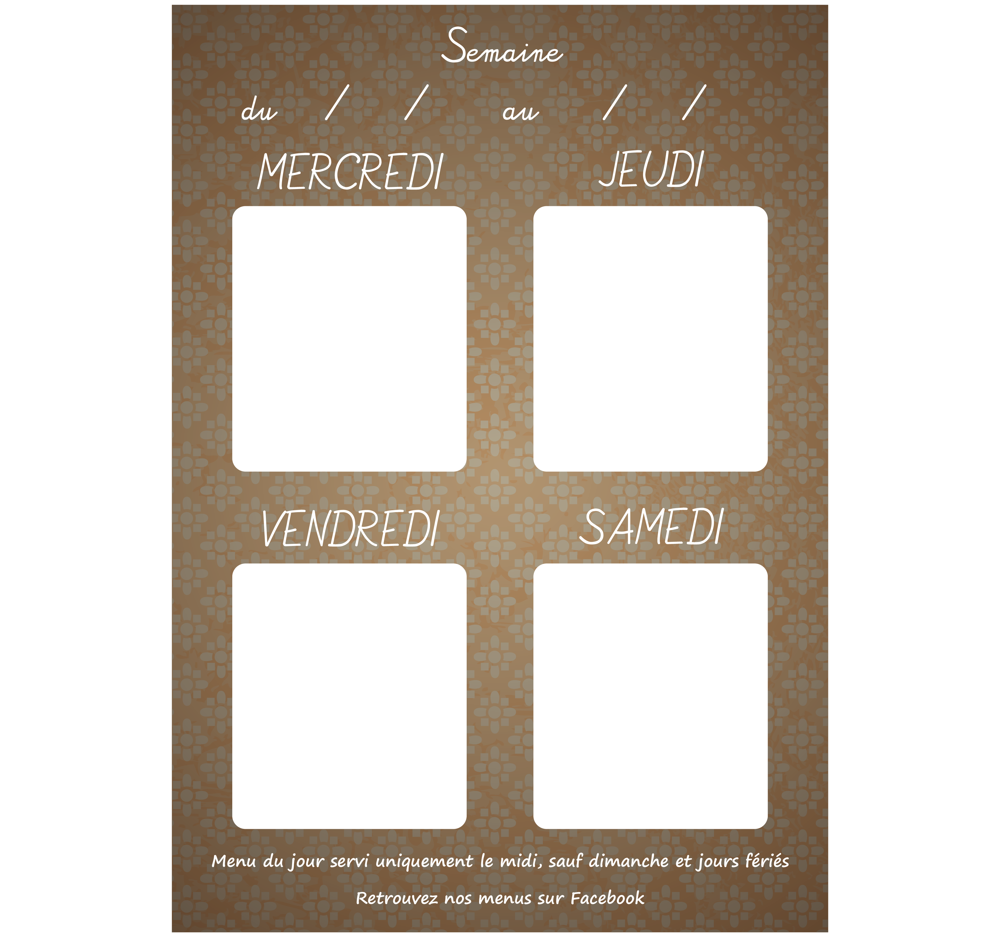 Semaine
du / / au / /
MERCREDI JEUDI
VENDREDI SAMEDI
Menu du jour servi uniquement le midi, sauf dimanche et jours fériés
Retrouvez nos menus sur Facebook